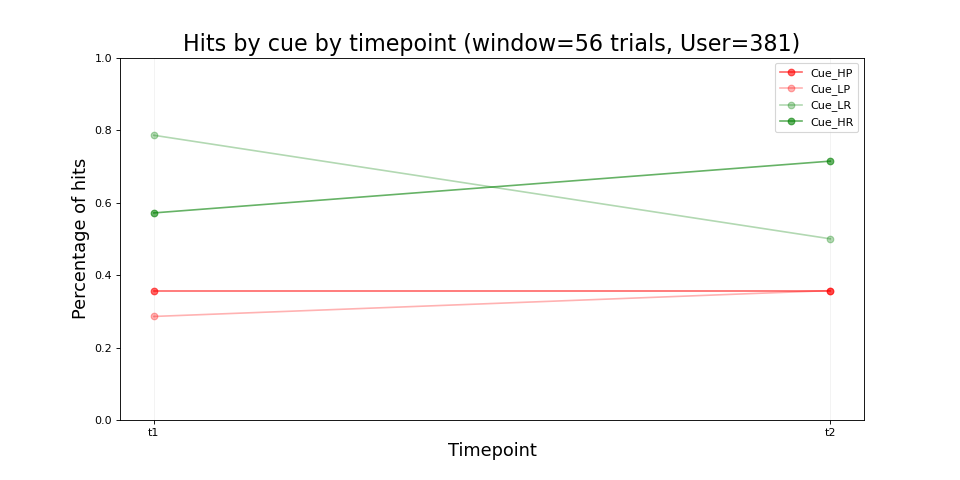 Hits by cue by timepoint (window=56 trials, User=381)
Cue_HP
Cue_LP
Cue_LR
Cue_HR
Percentage of hits
1.0
0.8
0.6
0.4
0.2
0.0
t1
t2
Timepoint